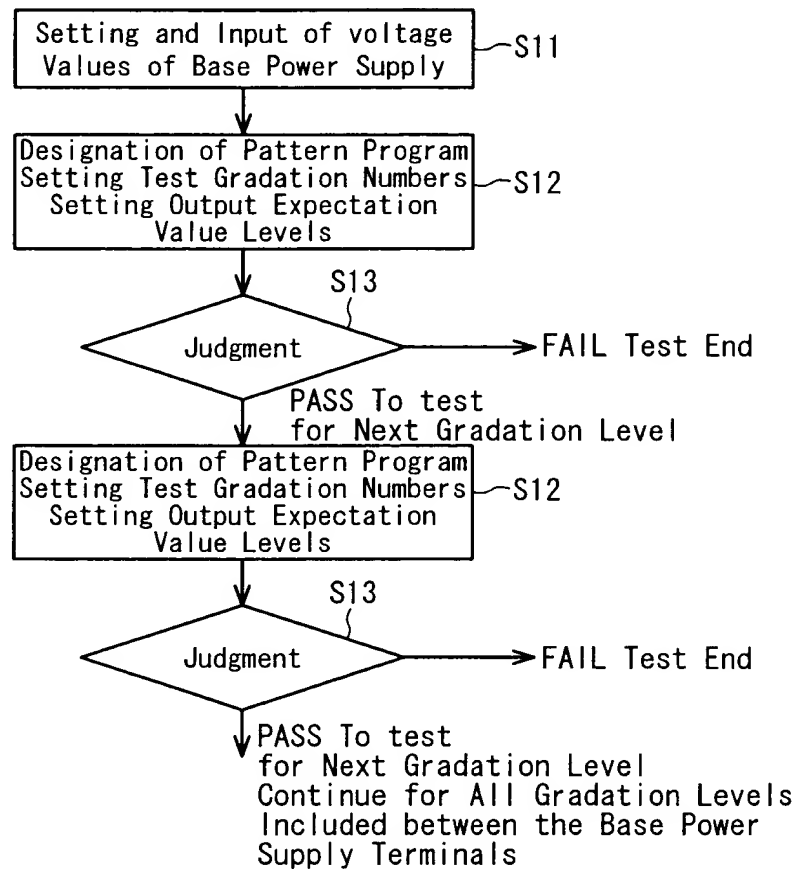 Setting and Input of voltage
Values of Base Power Supply
S11
Designation of Pattern Program
Setting Test Gradation Numbers
Setting Output Expectation
Value Levels
S12
S13
Judgment
FAIL Test End
PASS To test
for Next Gradation Level
Designation of Pattern Program
Setting Test Gradation Numbers
Setting Output Expectation
Value Levels
S12
S13
Judgment
FAIL Test End
PASS To test
for Next Gradation Level
Continue for All Gradation Levels
Included between the Base Power
Supply Terminals